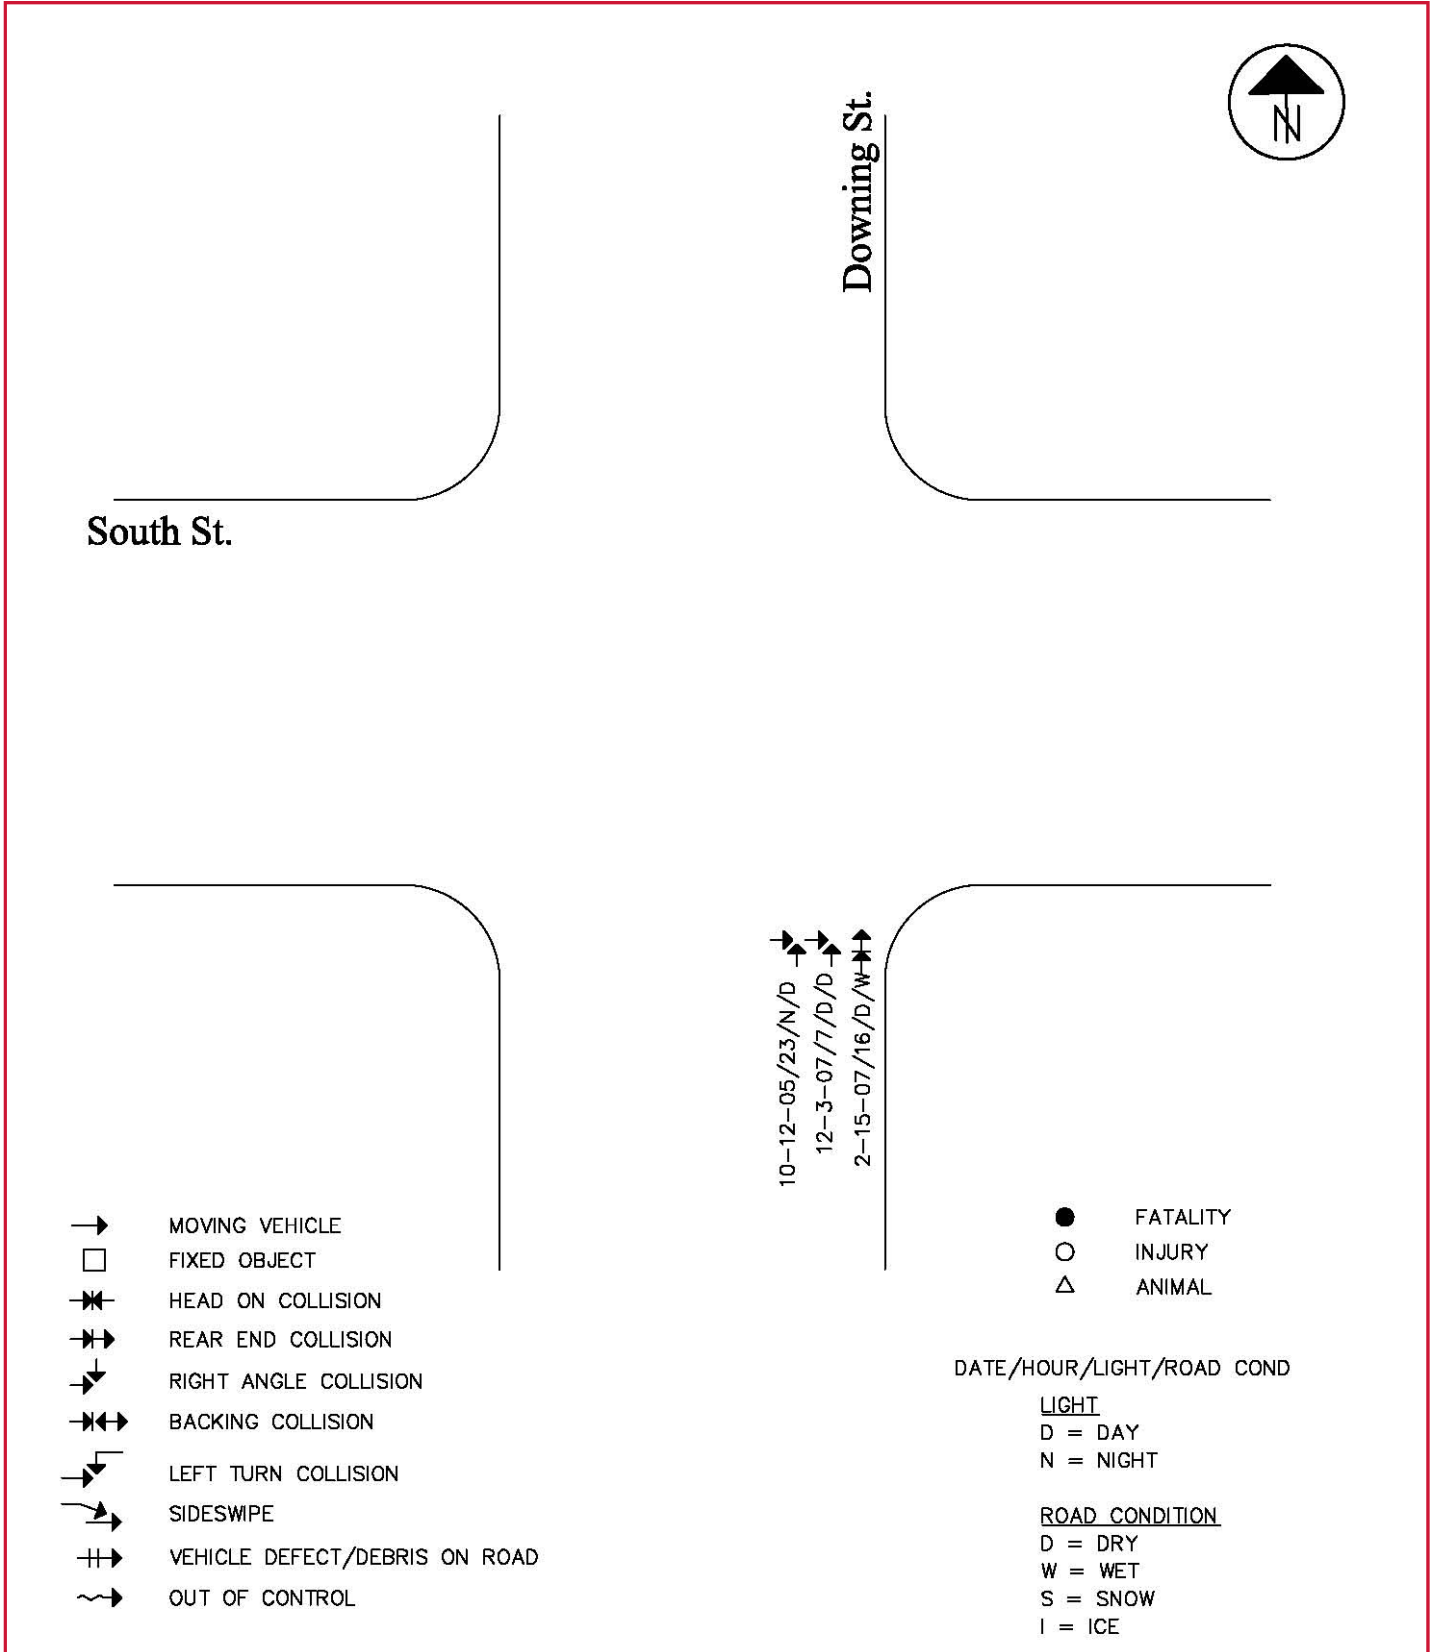 N
Downing St.
South St.
10-12-05/23/N/D
12-3-07/7/D/D
2-15-07/16/D/W
MOVING VEHICLE
FIXED OBJECT
HEAD ON COLLISION
REAR END COLLISION
RIGHT ANGLE COLLISION
BACKING COLLISION
LEFT TURN COLLISION
SIDESWIPE
VEHICLE DEFECT/DEBRIS ON ROAD
OUT OF CONTROL
FATALITY
INJURY
ANIMAL
DATE/HOUR/LIGHT/ROAD COND
LIGHT
D = DAY
N = NIGHT
ROAD CONDITION
D = DRY
W = WET
S = SNOW
I = ICE